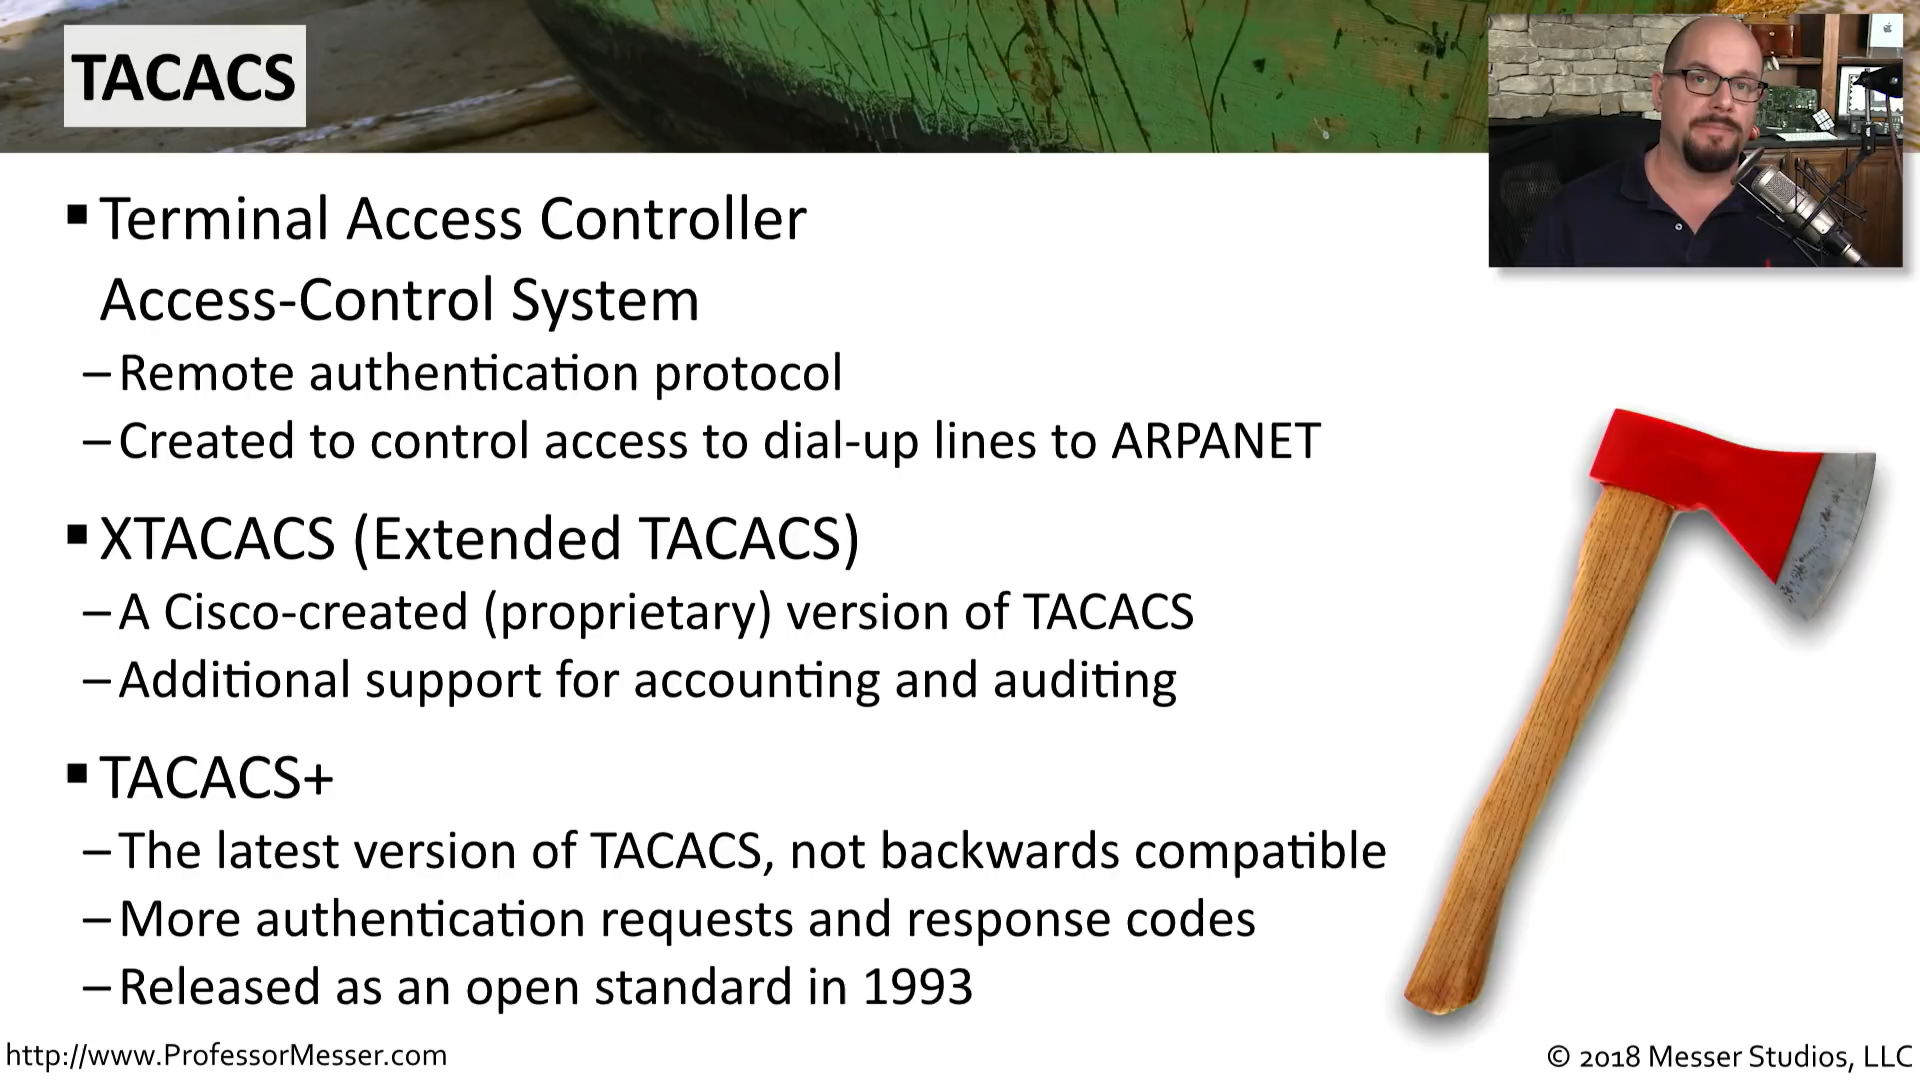 TACACS
▪ Terminal Access Controller
Access-Control System
– Remote authentication protocol
– Created to control access to dial-up lines to ARPANET
▪ XTACACS (Extended TACACS)
– A Cisco-created (proprietary) version of TACACS
– Additional support for accounting and auditing
▪ TACACS+
– The latest version of TACACS, not backwards compatible
– More authentication requests and response codes
– Released as an open standard in 1993
http://www.ProfessorMesser.com
© 2018 Messer Studios, LLC